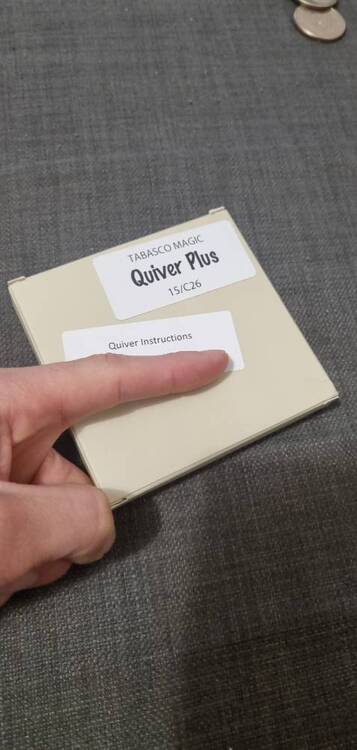 TABASCO MAGIC
Quiver Plus
15/C26
Quiver Instructions